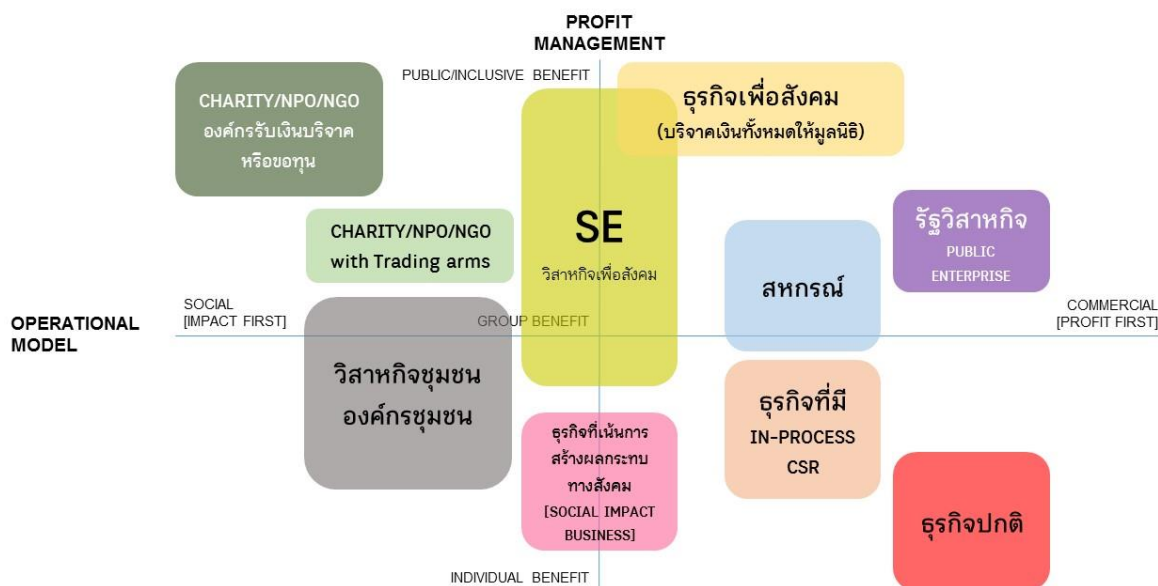 PROFIT
MANAGEMENT
PUBLIC/INCLUSIVE BENEFIT
CHARITY/NPO/NGO
องค์กรรับเงินบริจาค
หรือขอทุน
ธุรกิจเพื่อสังคม
(บริจาคเงินทั้งหมดให้มูลนิธิ)
CHARITY/NPO/NGO
with Trading arms
SE
วิสาหกิจเพื่อสังคม
สหกรณ์
รัฐวิสาหกิจ
PUBLIC
ENTERPRISE
OPERATIONAL
MODEL
SOCIAL
[IMPACT FIRST]
GROUP BENEFIT
COMMERCIAL
[PROFIT FIRST]
วิสาหกิจชุมชน
องค์กรชุมชน
ธุรกิจที่เน้นการ
สร้างผลกระทบ
ทางสังคม
[SOCIAL IMPACT
BUSINESS]
ธุรกิจที่มี
IN-PROCESS
CSR
ธุรกิจปกติ
INDIVIDUAL BENEFIT